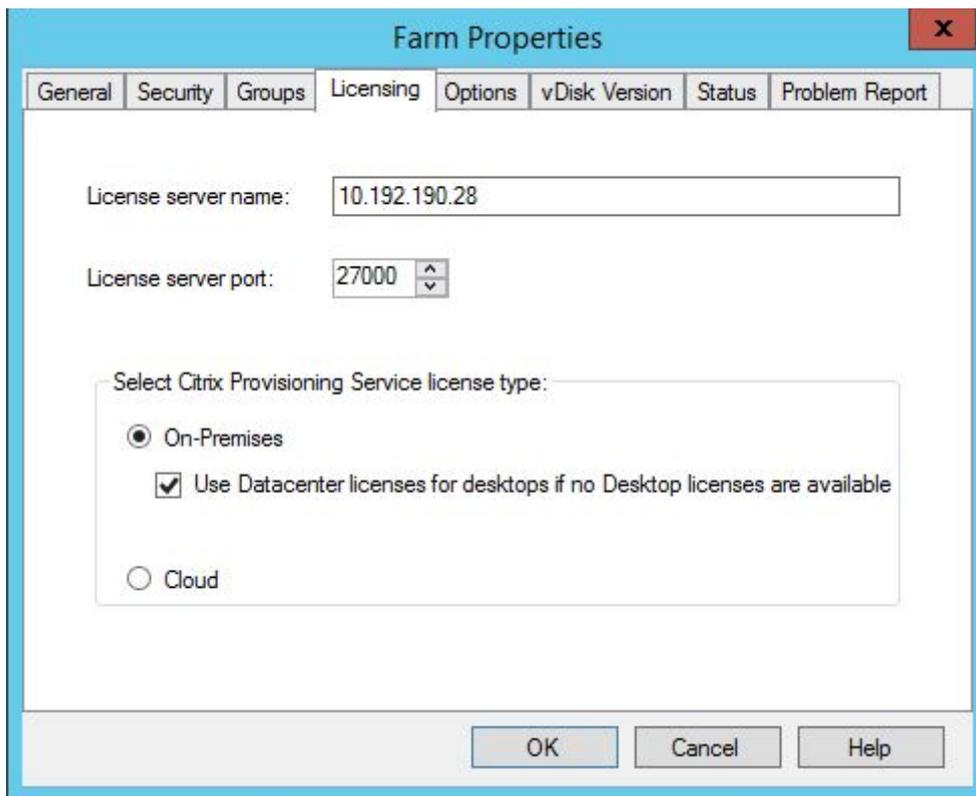 Farm Properties
x
General Security Groups Licensing Options vDisk Version Status Problem Report
License server name: 10.192.190.28
License server port: 27000
Select Citrix Provisioning Service license type:
On-Premises
Use Datacenter licenses for desktops if no Desktop licenses are available
Cloud
OK Cancel Help